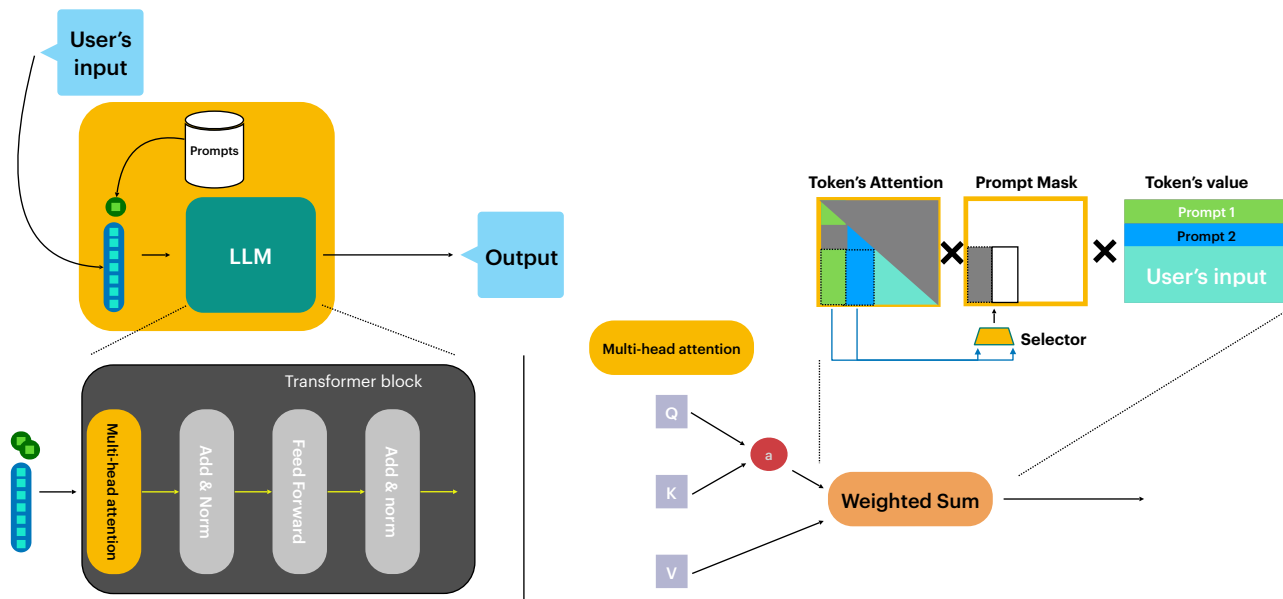 User's
input
Prompts
LLM
Output
Transformer block
Multi-head attention
Add & Norm
Feed Forward
Add & norm
Token's Attention
Prompt Mask
Token's value
Prompt 1
Prompt 2
User's input
Selector
Multi-head attention
Q
a
K
Weighted Sum
V